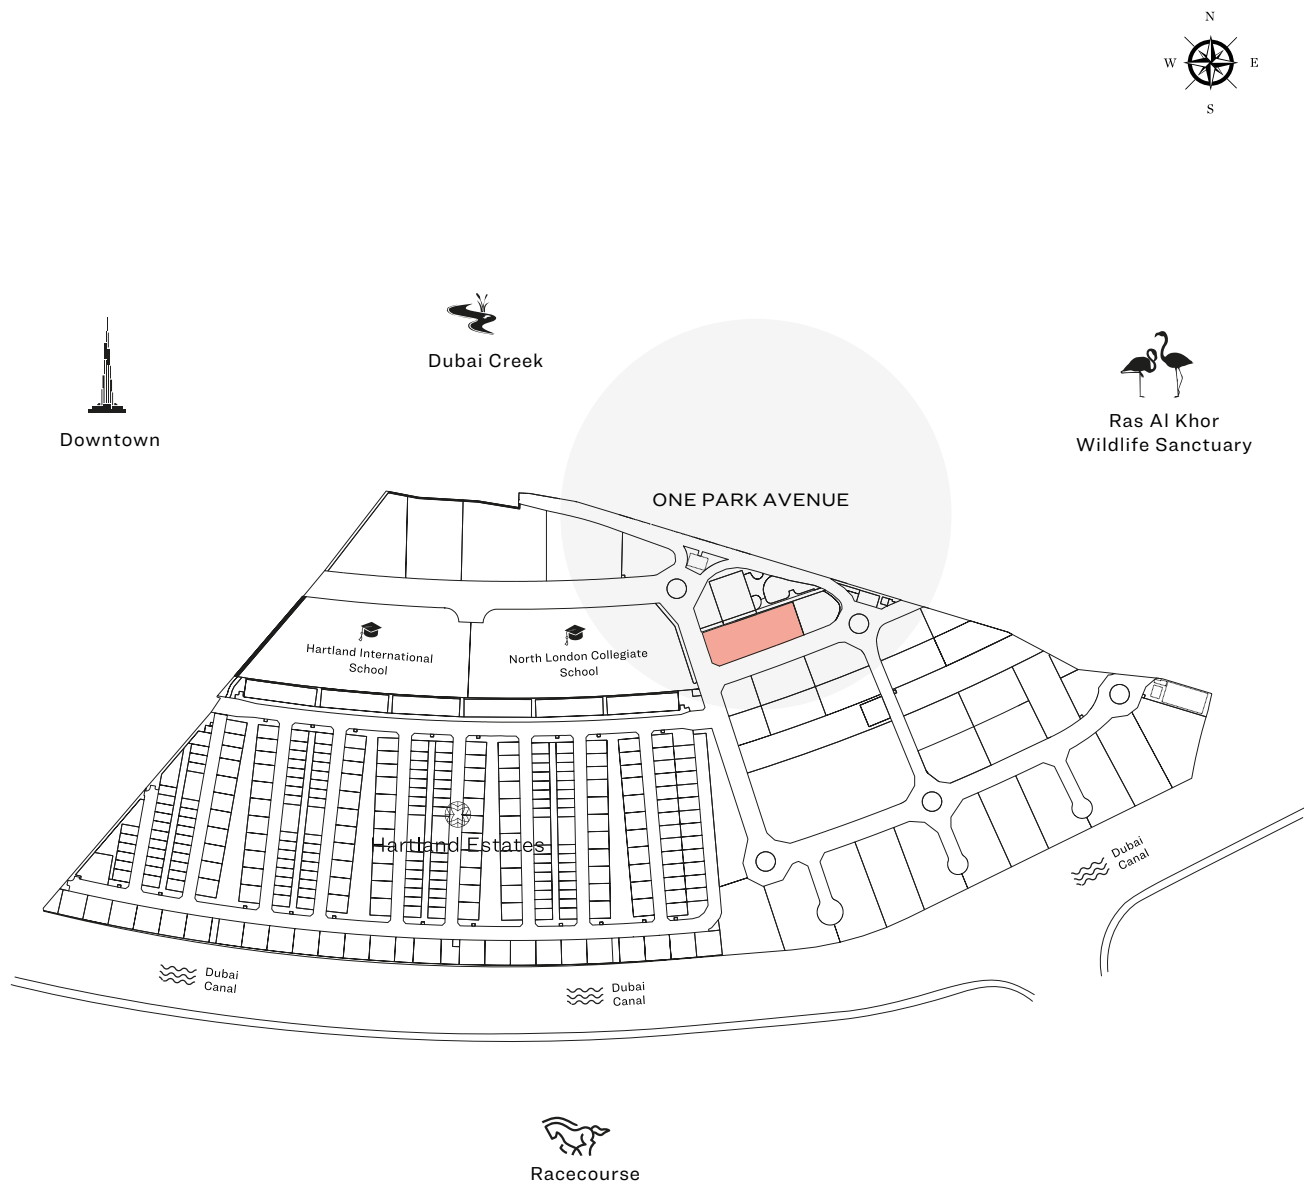 N
W
E
S
Dubai Creek
Downtown
Ras Al Khor
Wildlife Sanctuary
ONE PARK AVENUE
Hartland International
School
North London Collegiate
School
Hartland Estates
Dubai
Canal
Dubai
Canal
Dubai
Canal
Racecourse